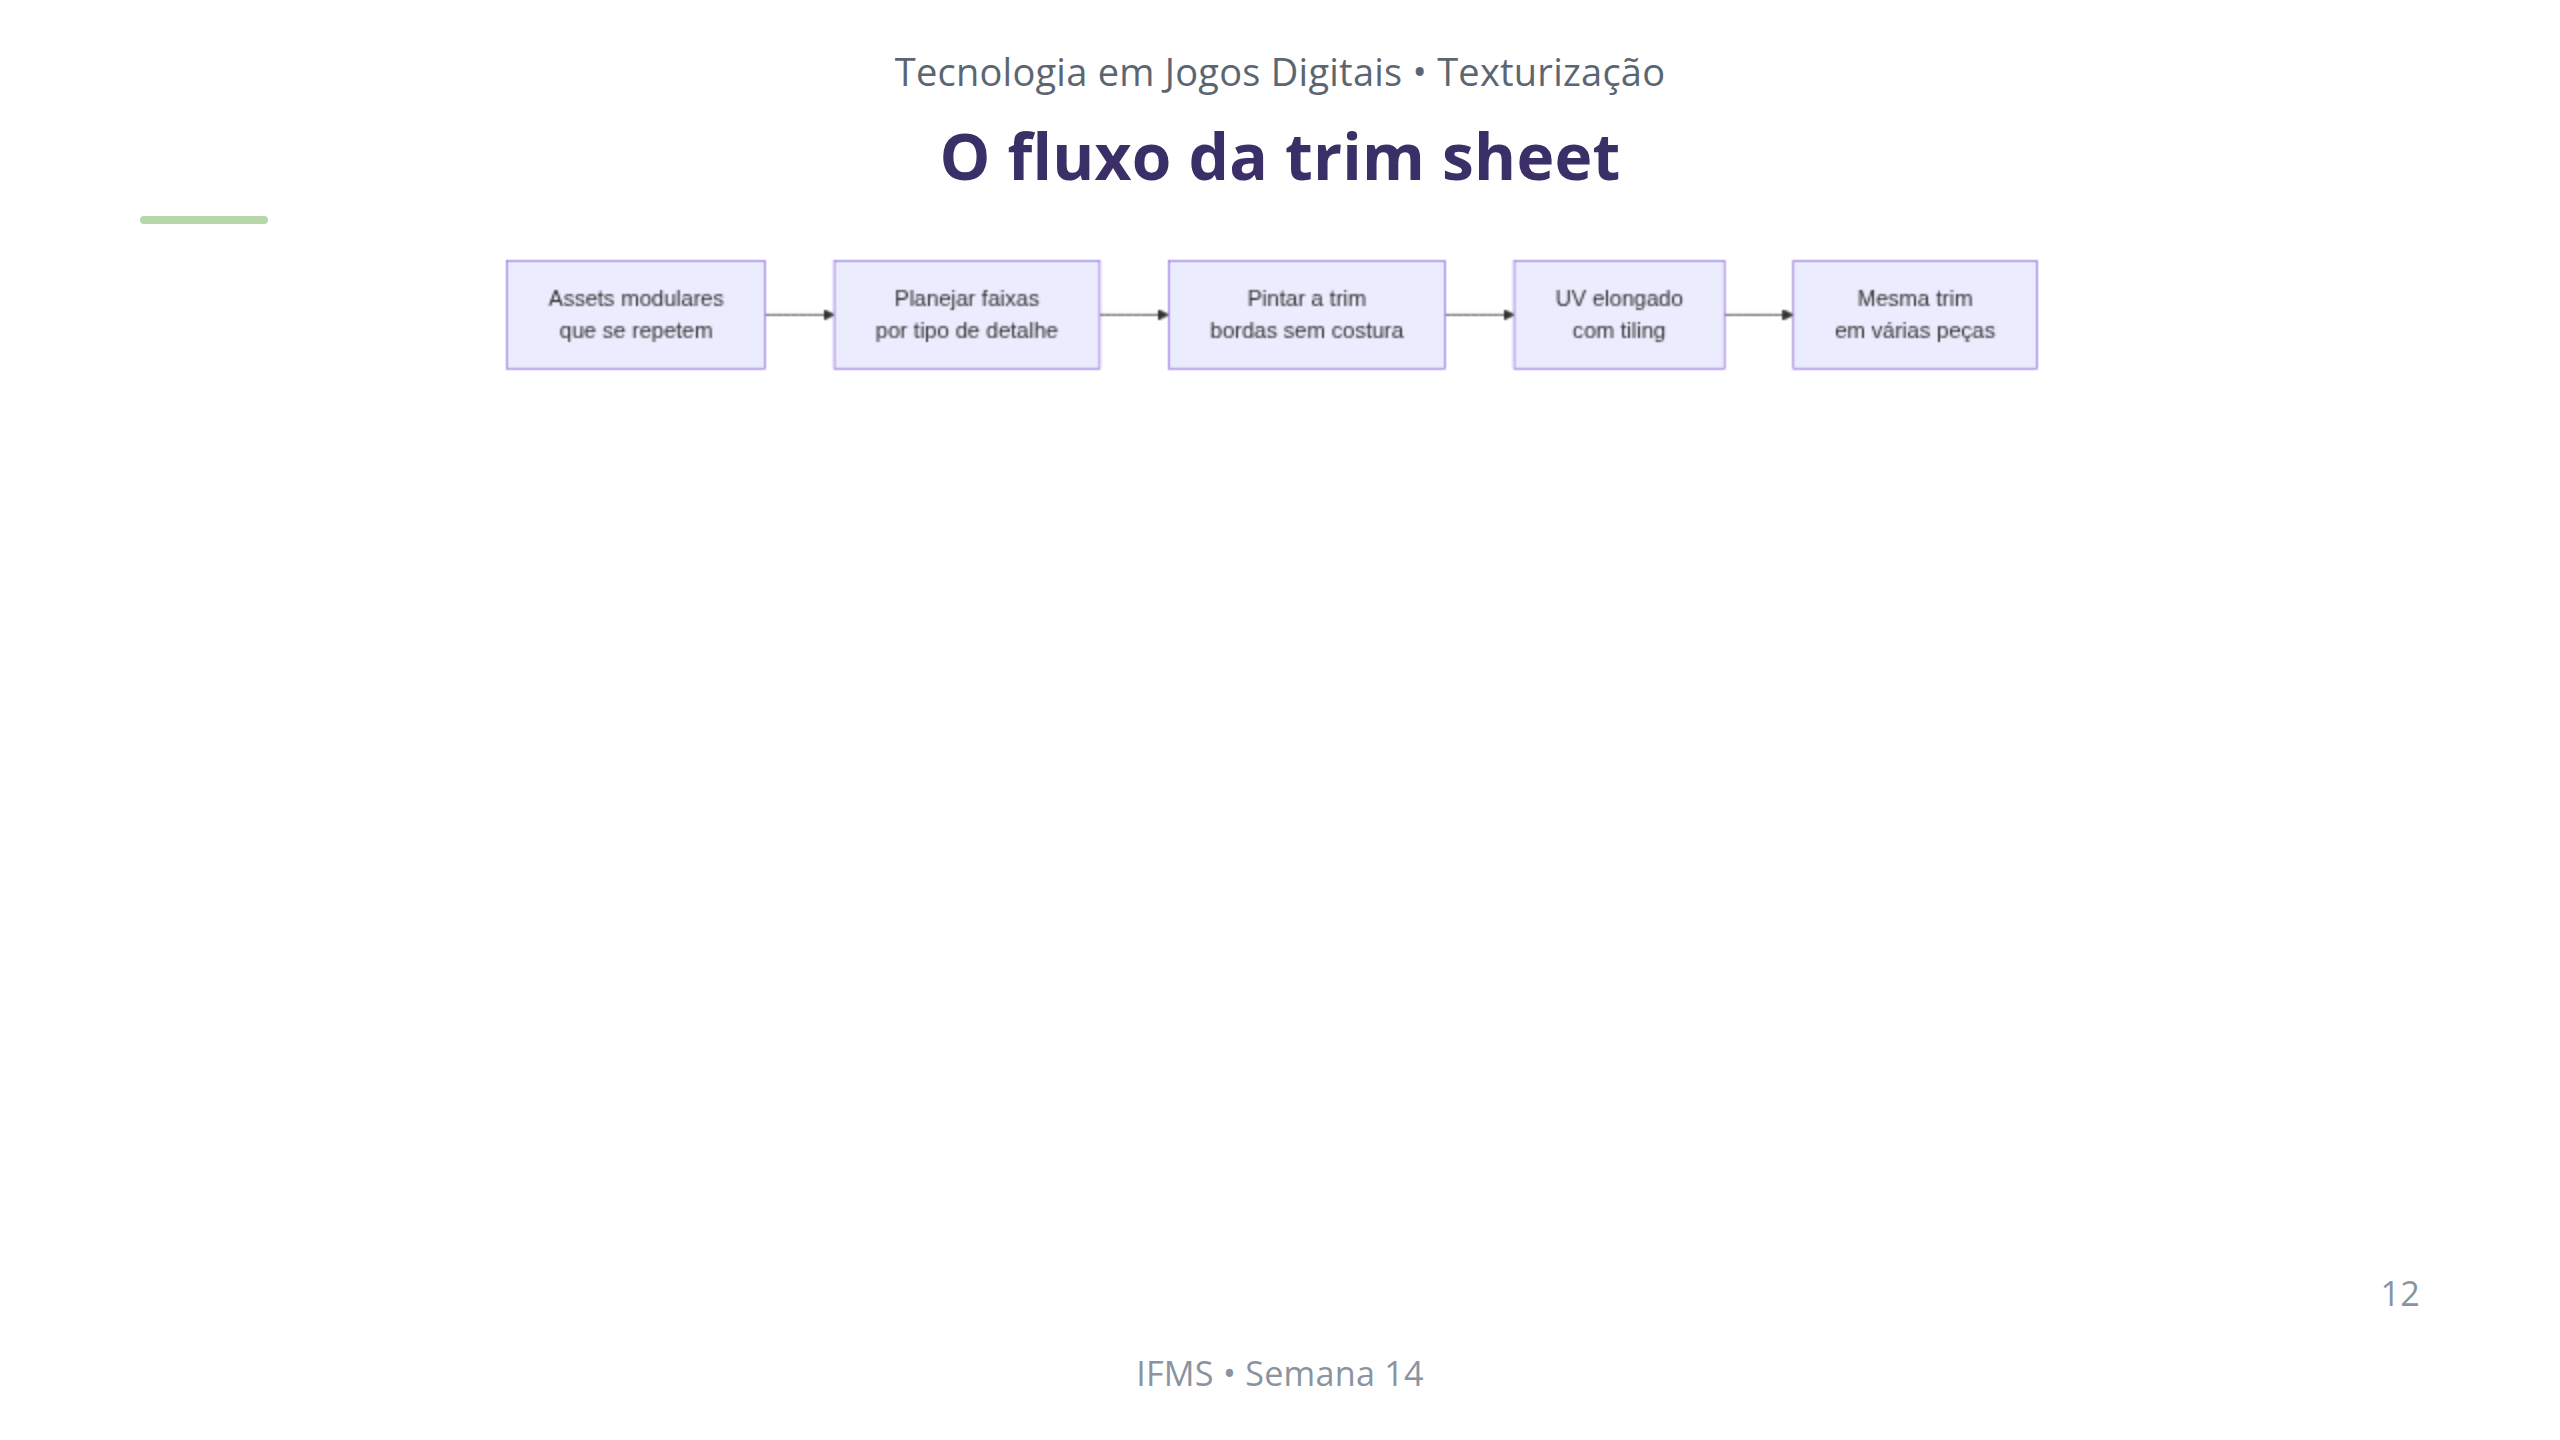 Tecnologia em Jogos Digitais • Texturização
O fluxo da trim sheet
Assets modulares
que se repetem
Planejar faixas
por tipo de detalhe
Pintar a trim
bordas sem costura
UV elongado
com tiling
Mesma trim
em várias peças
12
IFMS • Semana 14